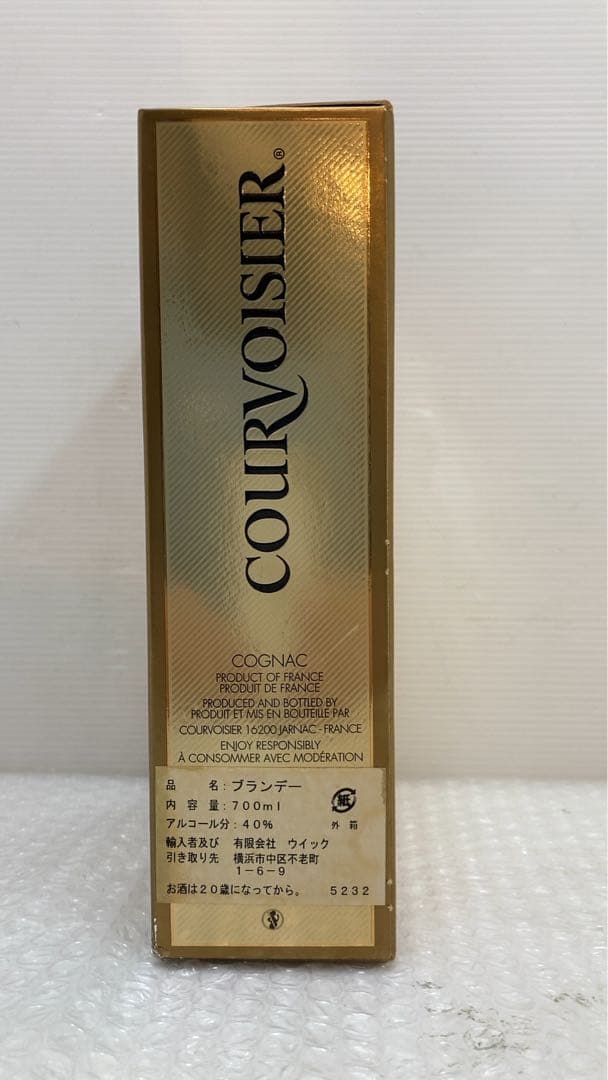 COURVOISIER®
COGNAC
PRODUCT OF FRANCE
PRODUIT DE FRANCE
PRODUCED AND BOTTLED BY
PRODUIT ET MIS EN BOUTEILLE PAR
COURVOISIER 16200 JARNAC - FRANCE
ENJOY RESPONSIBLY
À CONSOMMER AVEC MODÉRATION
品 名：ブランデー
内 容 量：700ml
紙
アルコール分：40%
外 箱
輸入者及び 有限会社 ウイック
引き取り先 横浜市中区不老町
1－6－9
お酒は20歳になってから。 5232